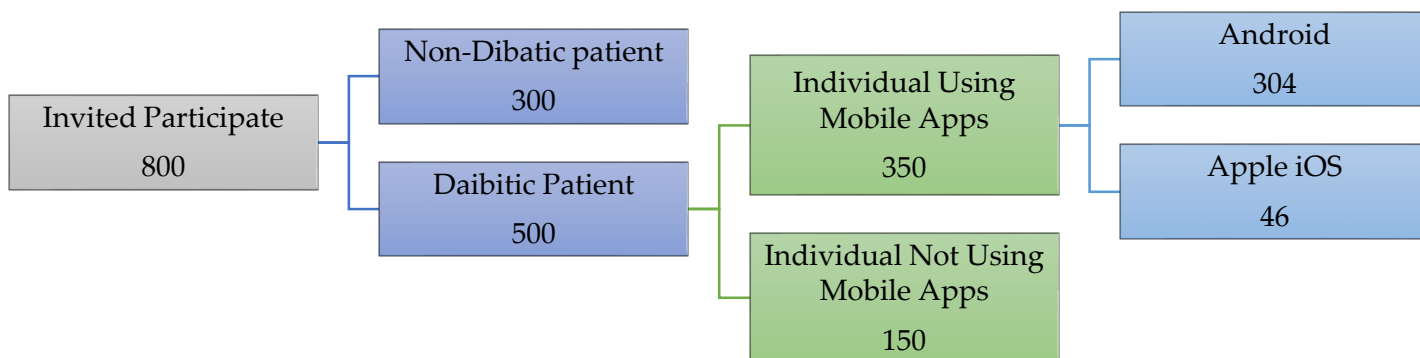 Invited Participate
800
Non-Dibatic patient
300
Daibitic Patient
500
Individual Using
Mobile Apps
350
Individual Not Using
Mobile Apps
150
Android
304
Apple iOS
46